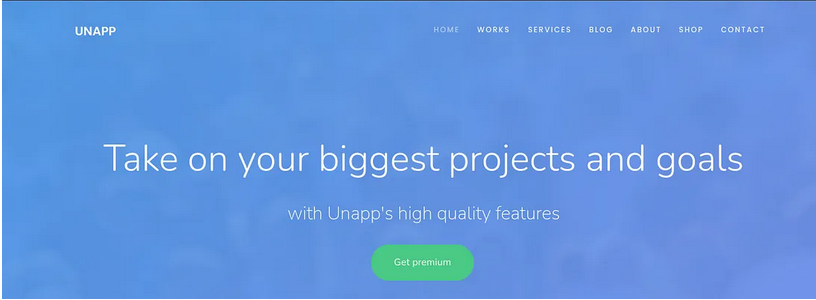 UNAPP HOME WORKS SERVICES BLOG ABOUT SHOP CONTACT
Take on your biggest projects and goals
with Unapp's high quality features
Get premium